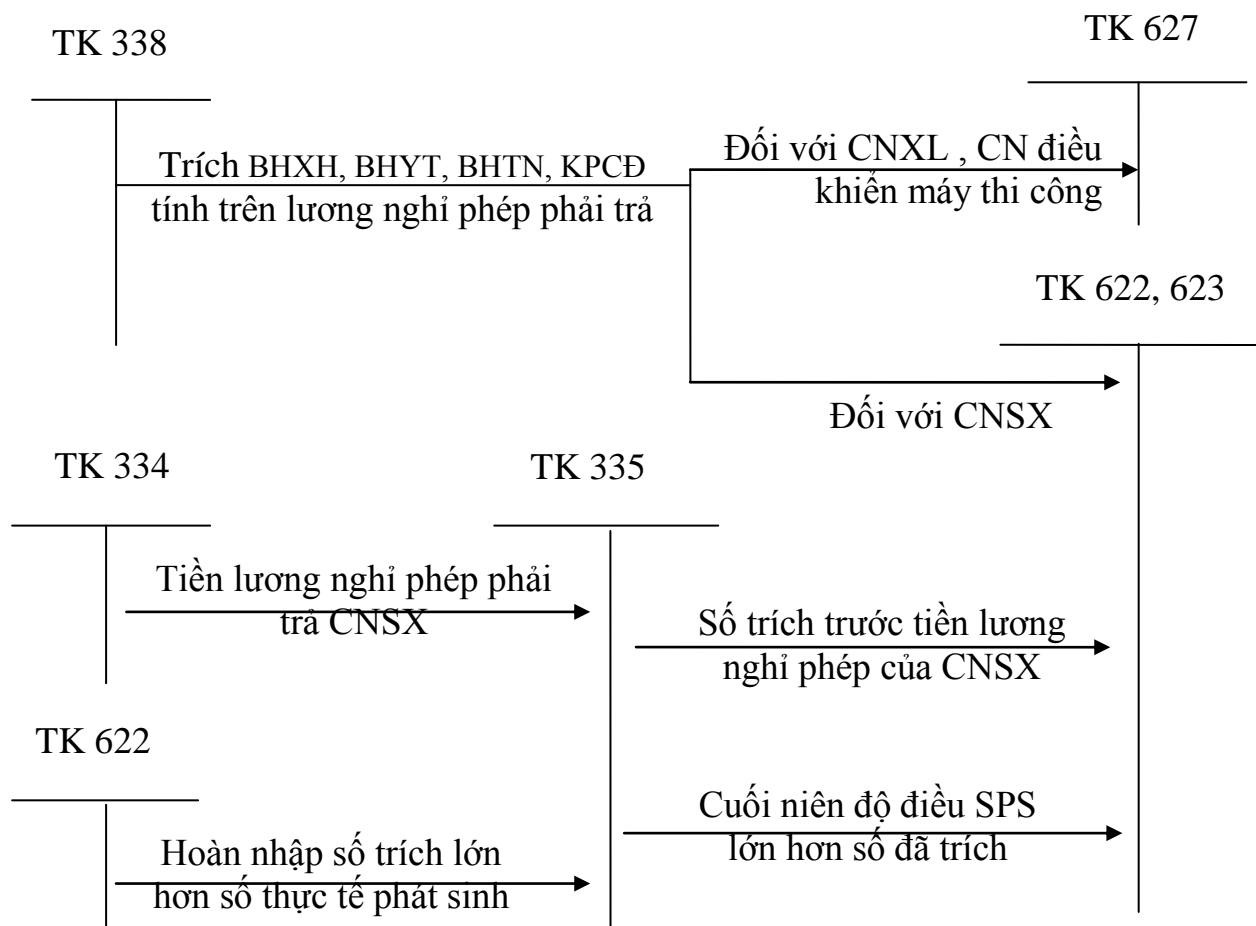 TK 338
TK 627
Trích BHXH, BHYT, BHTN, KPCĐ
tính trên lương nghỉ phép phải trả
Đối với CNXL , CN điều
khiển máy thi công
TK 622, 623
Đối với CNSX
TK 334
TK 335
Tiền lương nghỉ phép phải
trả CNSX
Số trích trước tiền lương
nghỉ phép của CNSX
TK 622
Cuối niên độ điều SPS
lớn hơn số đã trích
Hoàn nhập số trích lớn
hơn số thực tế phát sinh